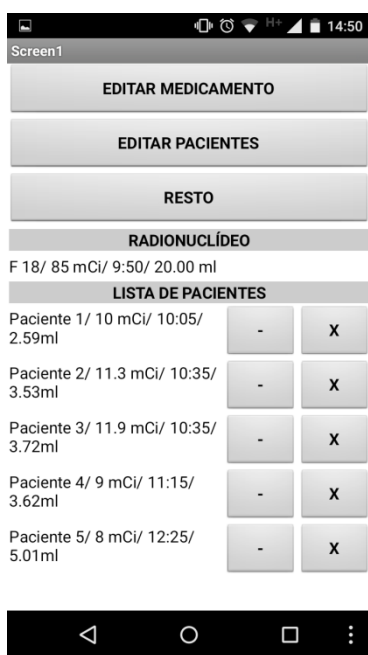 H+ 14:50
Screen1
EDITAR MEDICAMENTO
EDITAR PACIENTES
RESTO
RADIONUCLÍDEO
F 18/ 85 mCi/ 9:50/ 20.00 ml
LISTA DE PACIENTES
Paciente 1/ 10 mCi/ 10:05/
2.59ml
- X
Paciente 2/ 11.3 mCi/ 10:35/
3.53ml
- X
Paciente 3/ 11.9 mCi/ 10:35/
3.72ml
- X
Paciente 4/ 9 mCi/ 11:15/
3.62ml
- X
Paciente 5/ 8 mCi/ 12:25/
5.01ml
- X